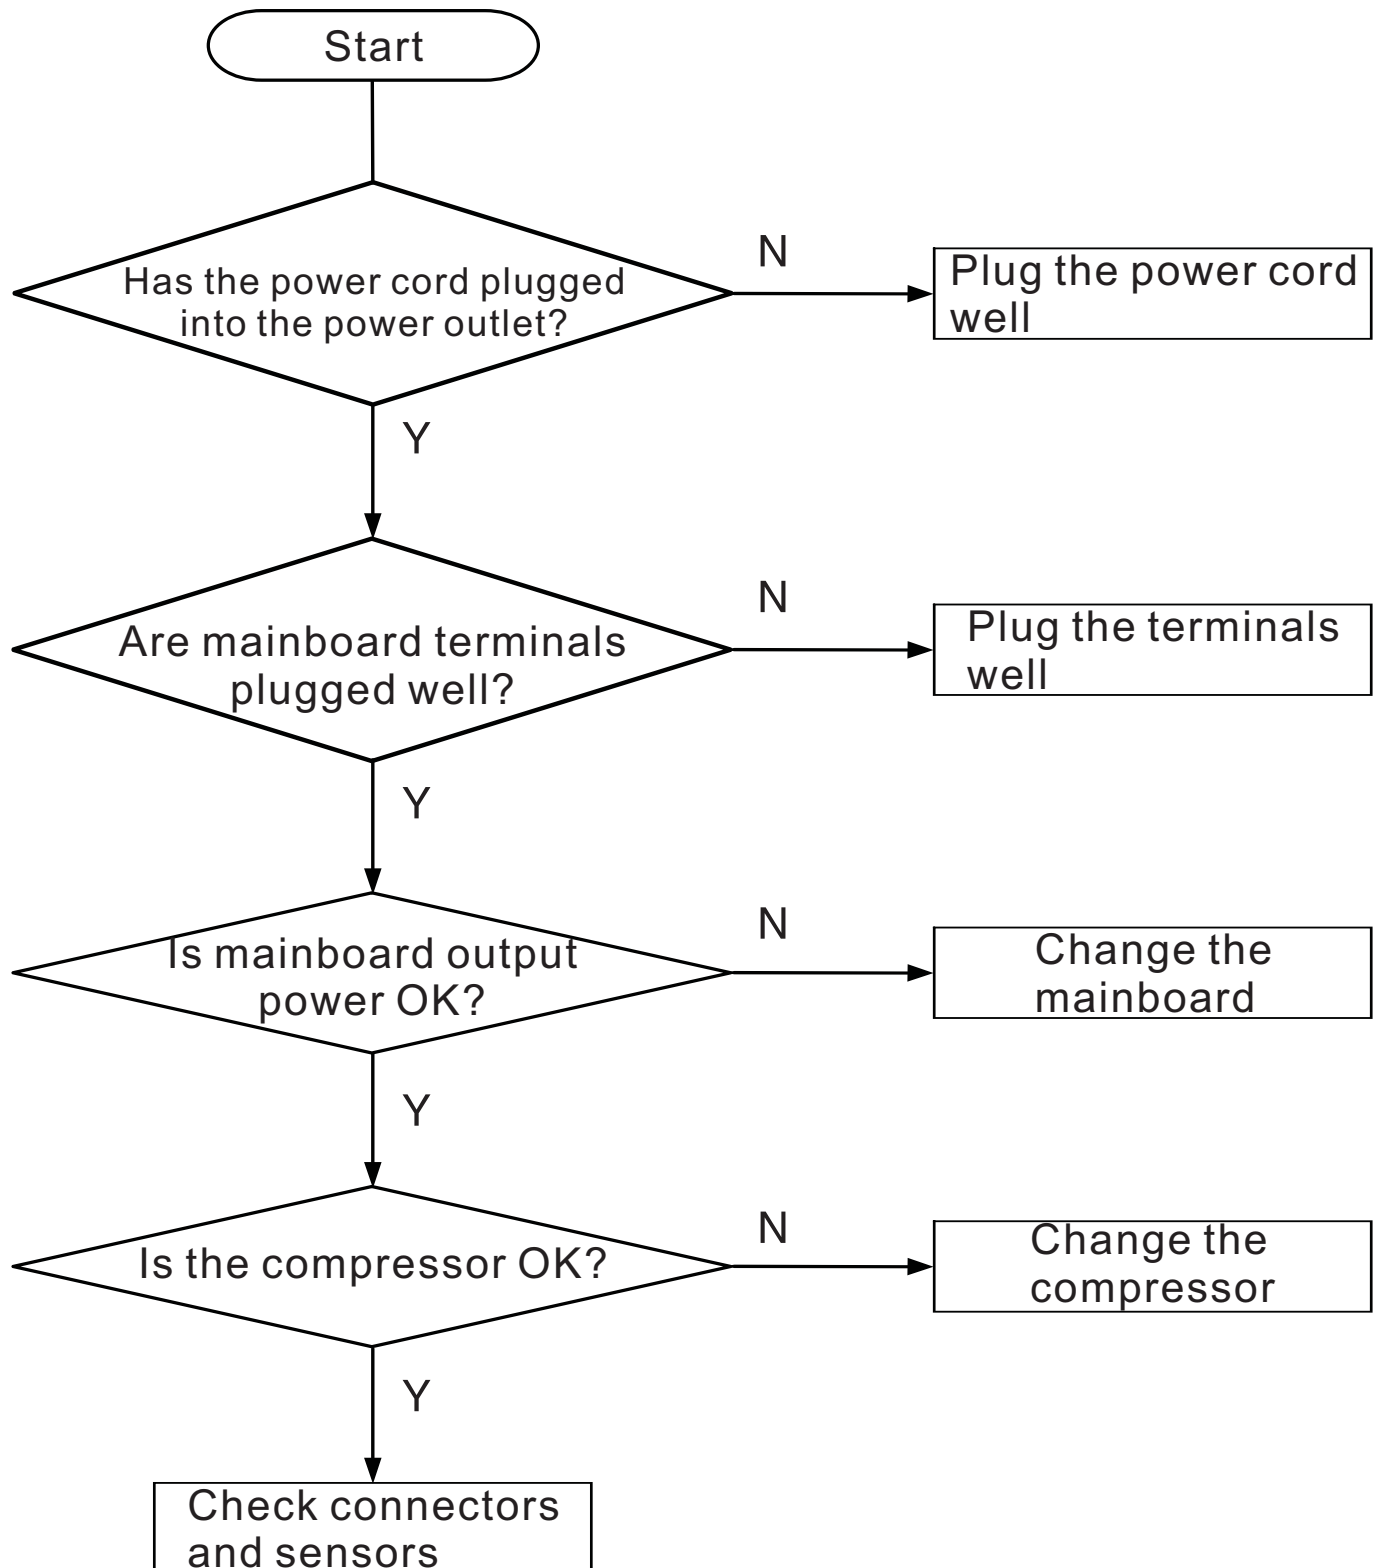 Start
Has the power cord plugged
into the power outlet?
N
Plug the power cord
well
Y
Are mainboard terminals
plugged well?
N
Plug the terminals
well
Y
Is mainboard output
power OK?
N
Change the
mainboard
Y
Is the compressor OK?
N
Change the
compressor
Y
Check connectors
and sensors